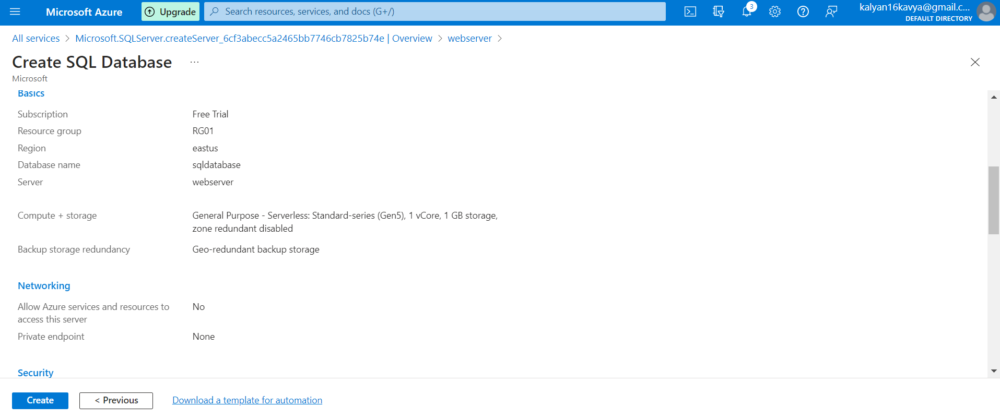 Microsoft Azure
Upgrade
Search resources, services, and docs (G+/)
3
kalyan16kavya@gmail.c...
DEFAULT DIRECTORY
All services > Microsoft.SQLServer.createServer_6cf3abecc5a2465bb7746cb7825b74e | Overview > webserver >
Create SQL Database ...
Microsoft
Basics
Subscription Free Trial
Resource group RG01
Region eastus
Database name sqldatabase
Server webserver
Compute + storage General Purpose - Serverless: Standard-series (Gen5), 1 vCore, 1 GB storage,
zone redundant disabled
Backup storage redundancy Geo-redundant backup storage
Networking
Allow Azure services and resources to No
access this server
Private endpoint None
Security
Create
< Previous
Download a template for automation